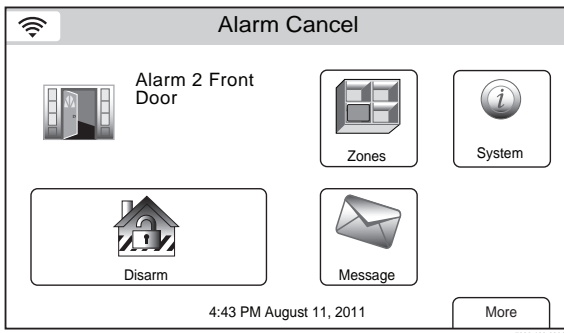 Alarm Cancel
Alarm 2 Front
Door
Zones
System
Disarm
Message
4:43 PM August 11, 2011
More